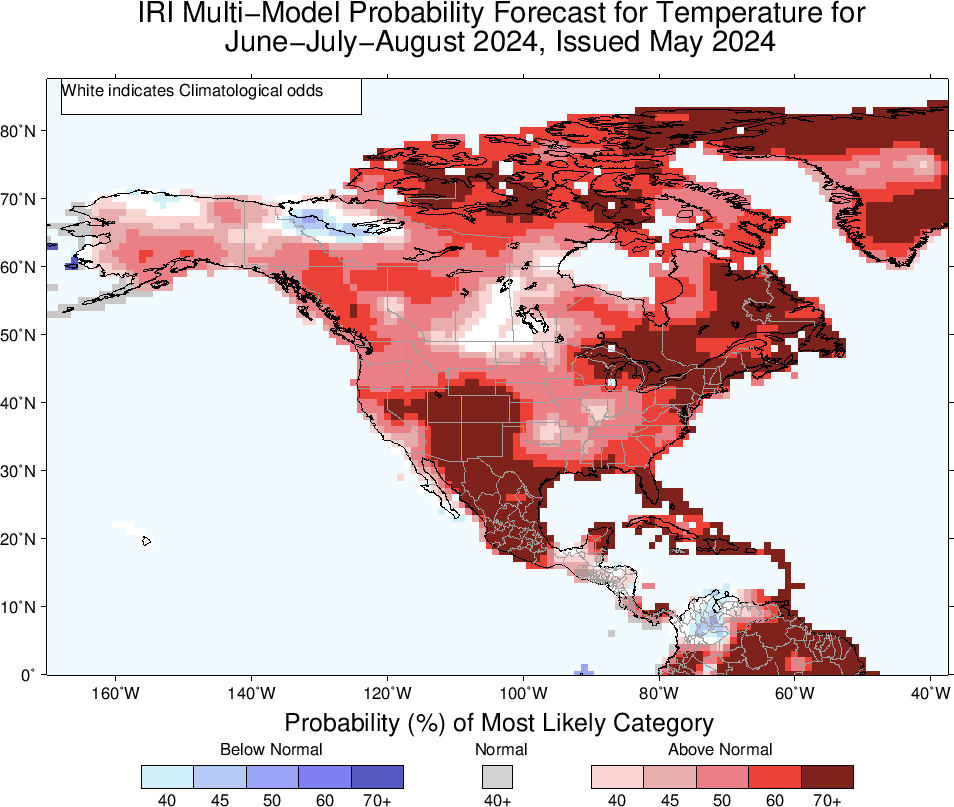 IRI Multi−Model Probability Forecast for Temperature for
June−July−August 2024, Issued May 2024
White indicates Climatological odds
80˚N
70˚N
60˚N
50˚N
40˚N
30˚N
20˚N
10˚N
0˚
160˚W 140˚W 120˚W 100˚W 80˚W 60˚W 40˚W
Probability (%) of Most Likely Category
Below Normal Normal Above Normal
40 45 50 60 70+ 40+ 40 45 50 60 70+